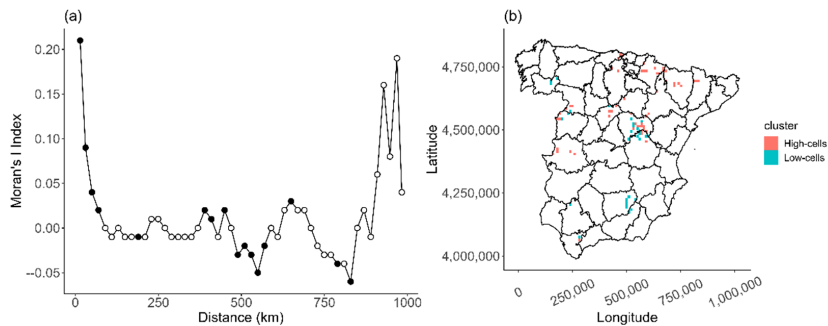 (a)
0.20
0.15
0.10
0.05
0.00
--0.05
Moran's I Index
0
250
500
750
1000
Distance (km)
(b)
4,750,000
4,500,000
4,250,000
4,000,000
Latitude
0
250,000
500,000
750,000
1,000,000
Longitude
cluster
High-cells
Low-cells